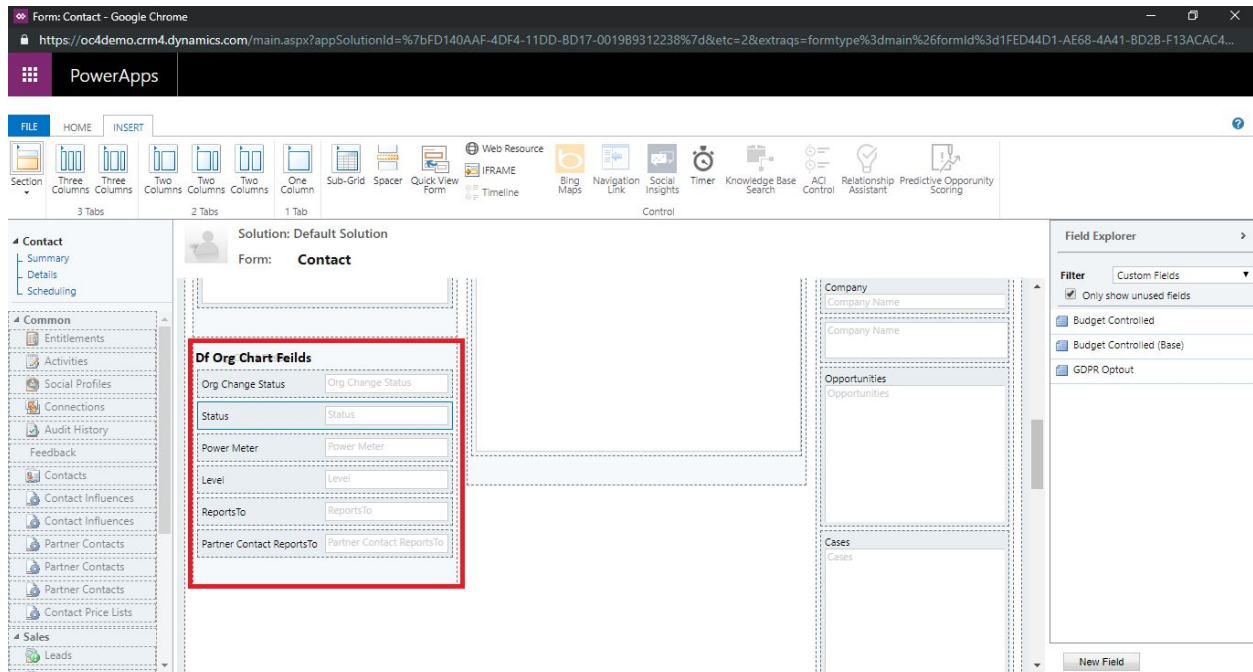 Form: Contact - Google Chrome
https://oc4demo.crm4.dynamics.com/main.aspx?appSolutionId=%7bFD140AAF-4DF4-11DD-BD17-0019B9312238%7d&etc=2&extraqs=formtype%3dmain%26formId%3d1FED44D1-AE68-4A41-BD2B-F13ACAC4...
PowerApps
FILE HOME INSERT
Section
Three Columns
Three Columns
3 Tabs
Two Columns
Two Columns
Two Columns
2 Tabs
One Column
1 Tab
Sub-Grid
Spacer
Quick View Form
Web Resource
IFRAME
Timeline
Bing Maps
Navigation Link
Social Insights
Timer
Knowledge Base Search
ACI Control
Relationship Assistant
Predictive Opporunity Scoring
Control
Contact
Summary
Details
Scheduling
Common
Entitlements
Activities
Social Profiles
Connections
Audit History
Feedback
Contacts
Contact Influences
Contact Influences
Partner Contacts
Partner Contacts
Partner Contacts
Contact Price Lists
Sales
Leads
Solution: Default Solution
Form: Contact
Df Org Chart Feilds
Org Change Status Org Change Status
Status Status
Power Meter Power Meter
Level Level
ReportsTo ReportsTo
Partner Contact ReportsTo Partner Contact ReportsTo
Company
Company Name
Company Name
Opportunities
Opportunities
Cases
Cases
Field Explorer
Filter Custom Fields
Only show unused fields
Budget Controlled
Budget Controlled (Base)
GDPR Optout
New Field